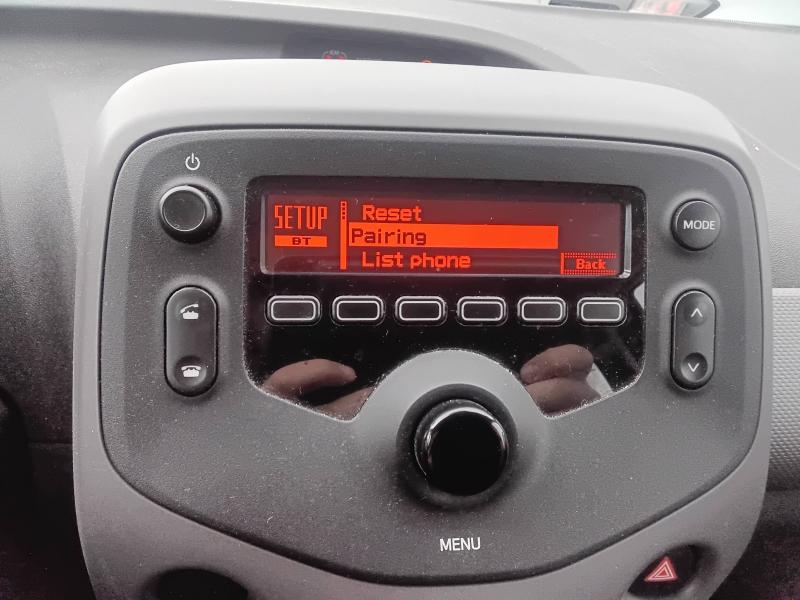 SETUP
BT
Reset
Pairing
List phone
Back
MODE
MENU